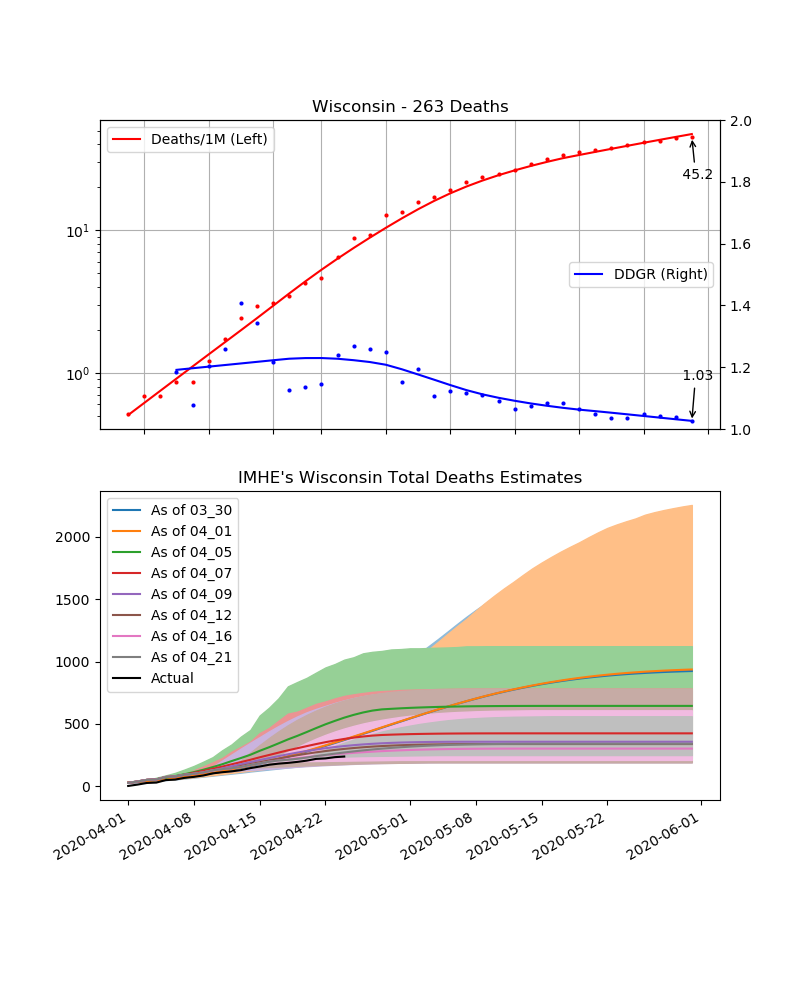 Wisconsin - 263 Deaths
Deaths/1M (Left)
2.0
1.8
1.6
1.4
1.2
1.0
10¹
10⁰
45.2
DDGR (Right)
1.03
IMHE's Wisconsin Total Deaths Estimates
As of 03_30
As of 04_01
As of 04_05
As of 04_07
As of 04_09
As of 04_12
As of 04_16
As of 04_21
Actual
2000
1500
1000
500
0
2020-04-01
2020-04-08
2020-04-15
2020-04-22
2020-05-01
2020-05-08
2020-05-15
2020-05-22
2020-06-01